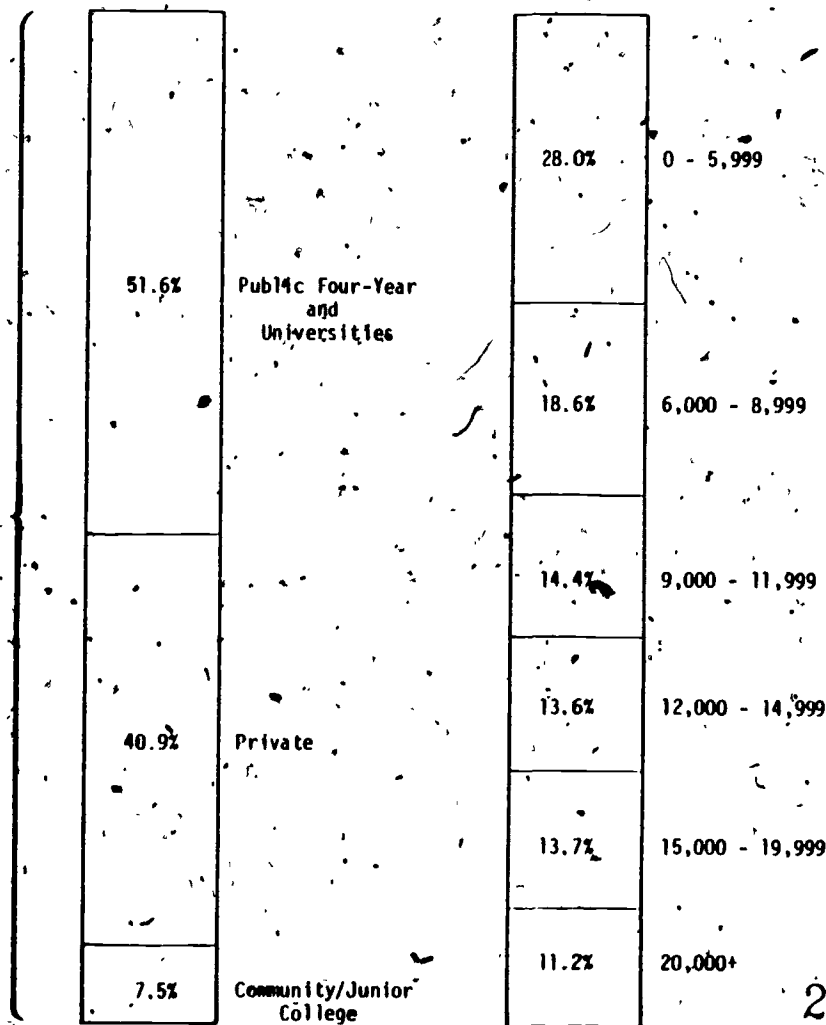 51.6% Public Four-Year
and
Universities
40.9% Private
7.5% Community/Junior
College
28.0% 0 - 5,999
18.6% 6,000 - 8,999
14.4% 9,000 - 11,999
13.6% 12,000 - 14,999
13.7% 15,000 - 19,999
11.2% 20,000+
2